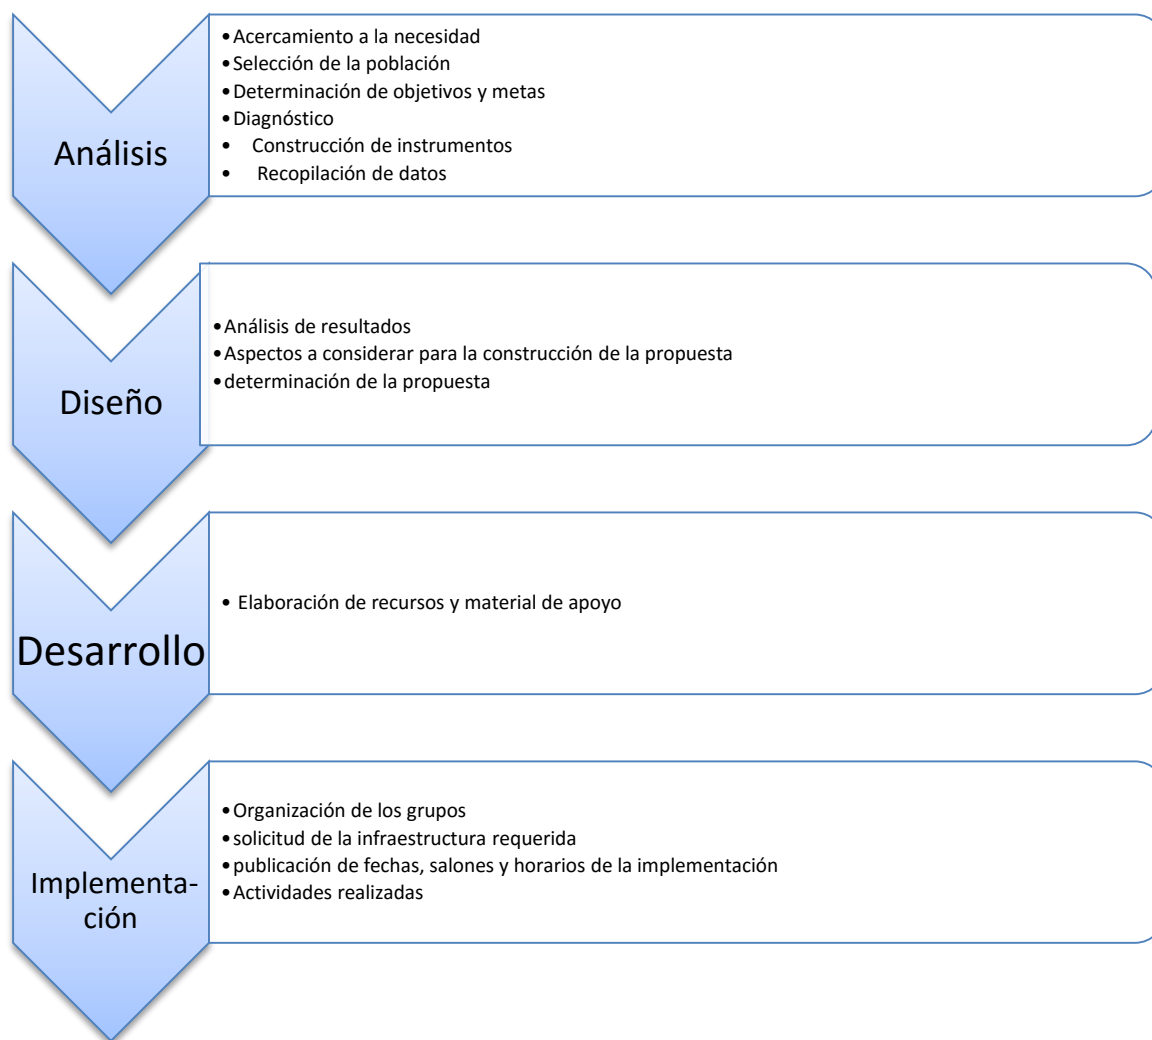 Análisis
•Acercamiento a la necesidad
•Selección de la población
•Determinación de objetivos y metas
•Diagnóstico
• Construcción de instrumentos
• Recopilación de datos
Diseño
•Análisis de resultados
•Aspectos a considerar para la construcción de la propuesta
•determinación de la propuesta
Desarrollo
• Elaboración de recursos y material de apoyo
Implementa-
ción
•Organización de los grupos
•solicitud de la infraestructura requerida
•publicación de fechas, salones y horarios de la implementación
•Actividades realizadas